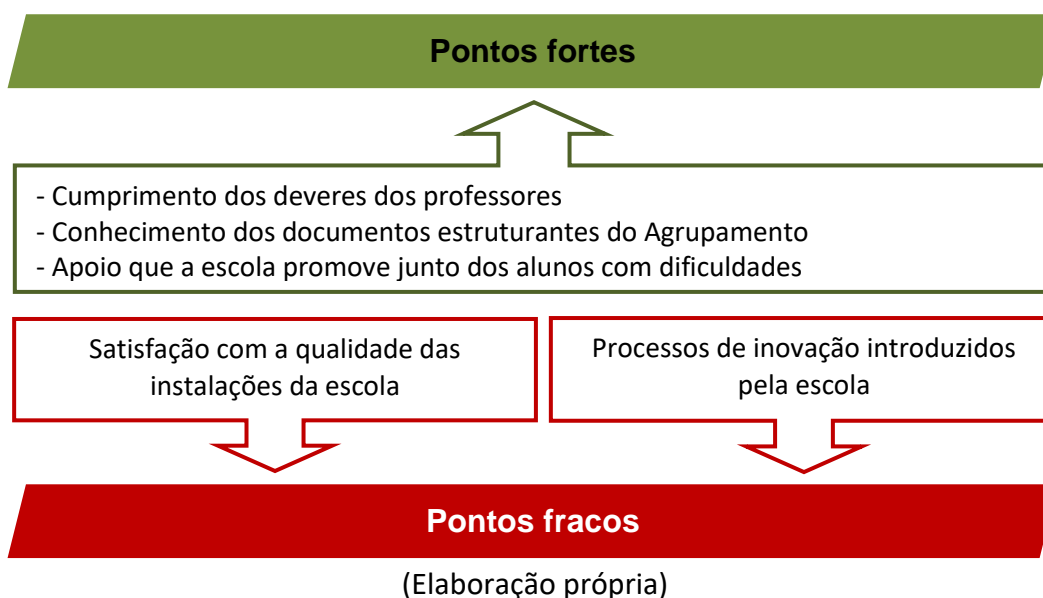 Pontos fortes
- Cumprimento dos deveres dos professores
- Conhecimento dos documentos estruturantes do Agrupamento
- Apoio que a escola promove junto dos alunos com dificuldades
Satisfação com a qualidade das
instalações da escola
Processos de inovação introduzidos
pela escola
Pontos fracos
(Elaboração própria)